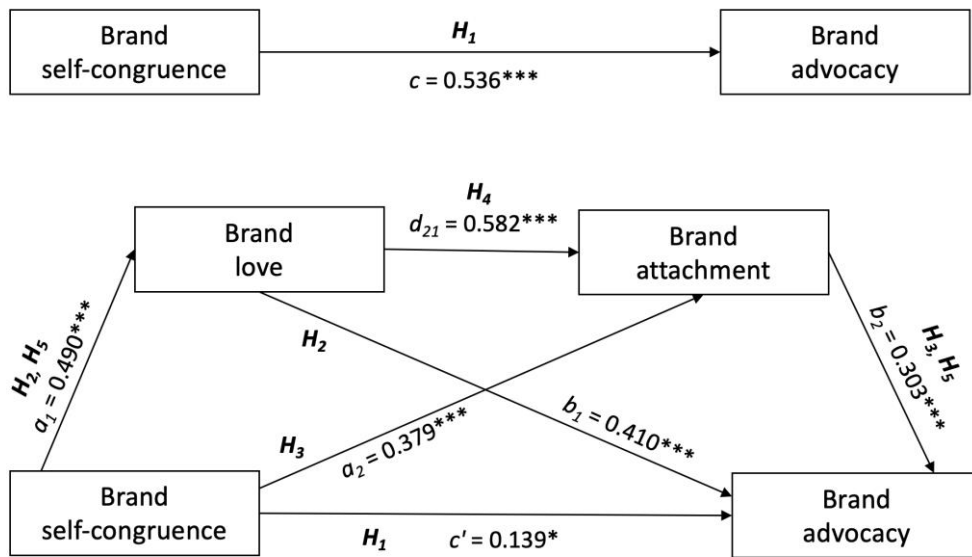 Brand
self-congruence
H1
c = 0.536***
Brand
advocacy
H4
d21 = 0.582***
Brand
love
Brand
attachment
H2, H5
a1 = 0.490***
H2
b1 = 0.410***
H3
a2 = 0.379***
H3, H5
b2 = 0.303***
Brand
self-congruence
H1
c' = 0.139*
Brand
advocacy